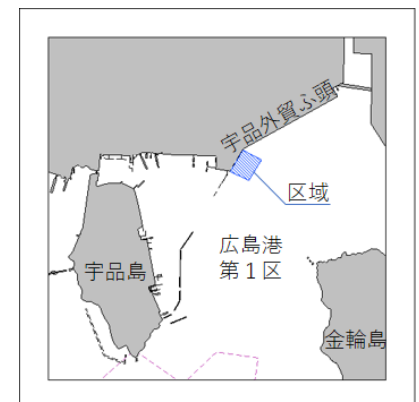 宇品外貿ふ頭
区域
広島港
第１区
宇品島
金輪島